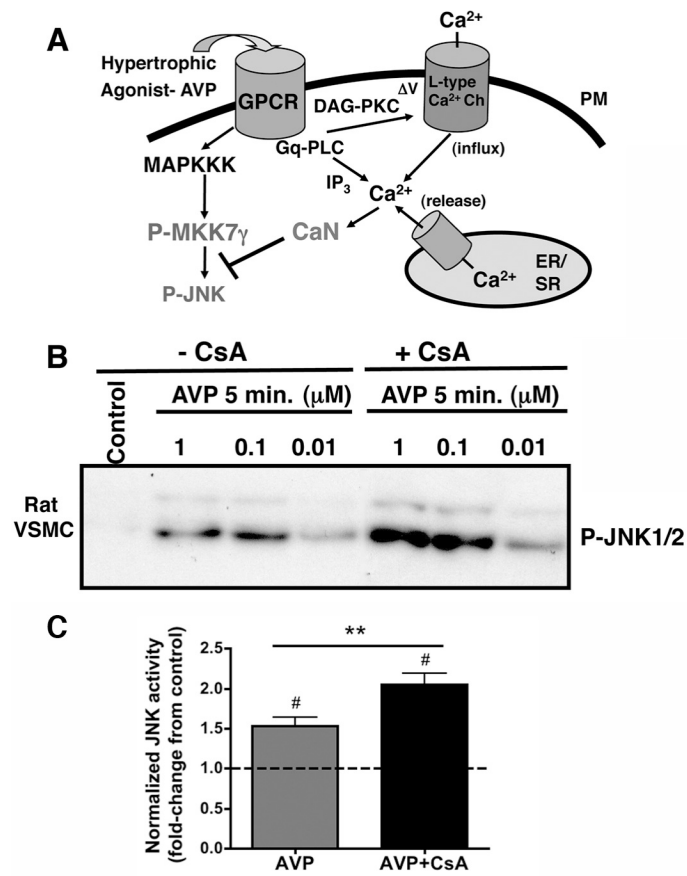 A
Ca²⁺
Hypertrophic
Agonist- AVP
GPCR
ΔV
L-type
Ca²⁺ Ch
PM
DAG-PKC
Gq-PLC
(influx)
MAPKKK
IP₃
Ca²⁺
(release)
P-MKK7γ
CaN
Ca²⁺
ER/
SR
P-JNK
B
- CsA
+ CsA
Control
AVP 5 min. (μM)
AVP 5 min. (μM)
1 0.1 0.01
1 0.1 0.01
Rat
VSMC
P-JNK1/2
C
Normalized JNK activity
(fold-change from control)
2.5
2.0
1.5
1.0
0.5
0.0
**
#
#
AVP
AVP+CsA